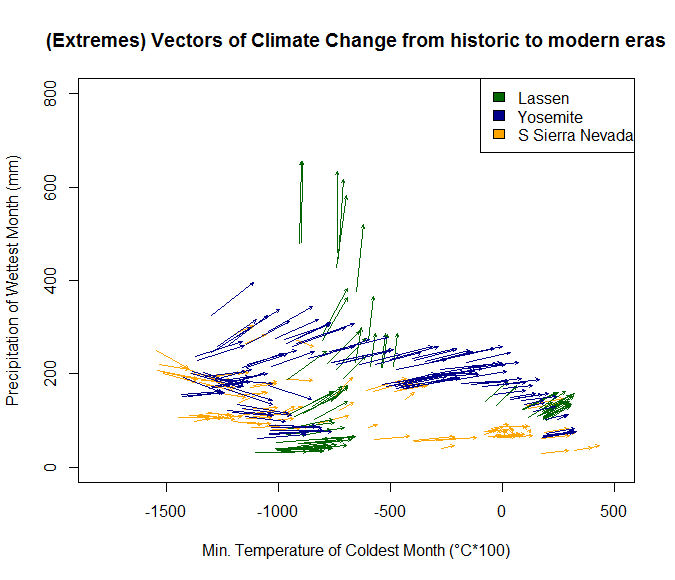 (Extremes) Vectors of Climate Change from historic to modern eras
Lassen
Yosemite
S Sierra Nevada
Precipitation of Wettest Month (mm)
800
600
400
200
0
-1500 -1000 -500 0 500
Min. Temperature of Coldest Month (°C*100)